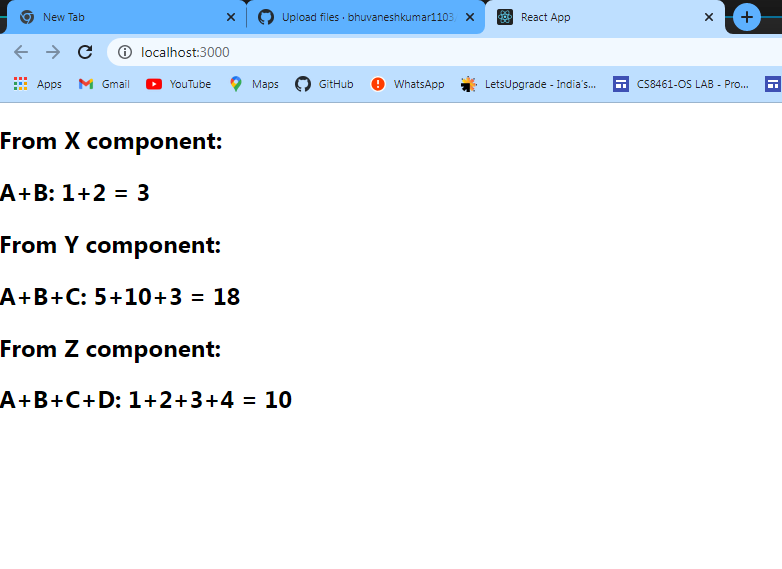 New Tab
Upload files · bhuvaneshkumar1103
React App
localhost:3000
Apps
Gmail
YouTube
Maps
GitHub
WhatsApp
LetsUpgrade - India's...
CS8461-OS LAB - Pro...
From X component:
A+B: 1+2 = 3
From Y component:
A+B+C: 5+10+3 = 18
From Z component:
A+B+C+D: 1+2+3+4 = 10